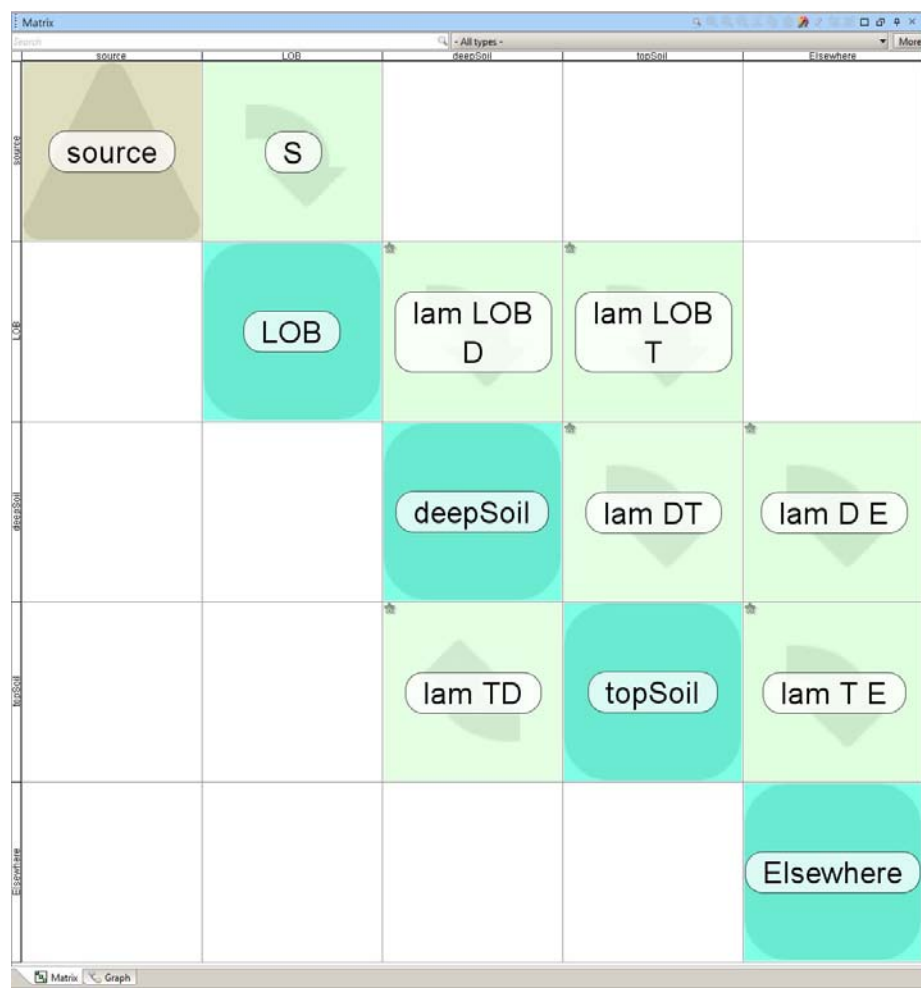 Matrix
Search
- All types -
More
source LOB deepSoil topSoil Elsewhere
source
source
S
LOB
LOB
lam LOB
D
lam LOB
T
deepSoil
deepSoil
lam DT
lam D E
topSoil
lam TD
topSoil
lam T E
Elsewhere
Elsewhere
Matrix
Graph